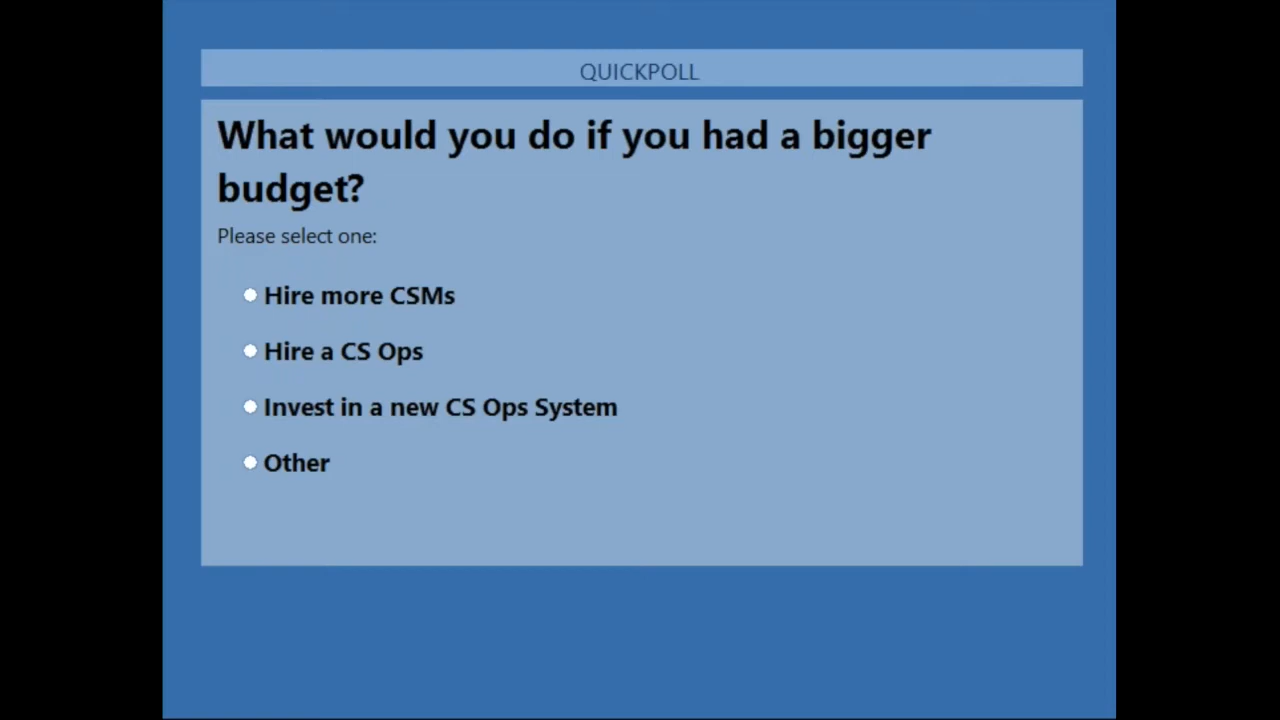 QUICKPOLL
What would you do if you had a bigger
budget?
Please select one:
Hire more CSMs
Hire a CS Ops
Invest in a new CS Ops System
Other